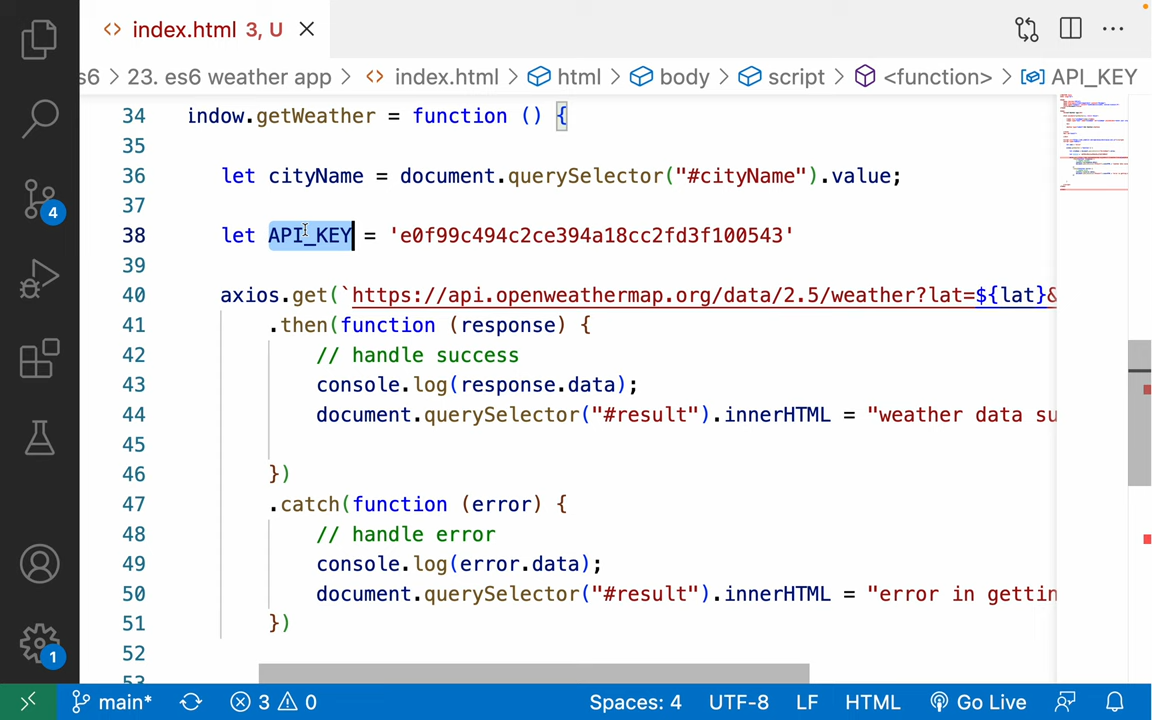 index.html 3, U
s6 > 23. es6 weather app > index.html > html > body > script > <function> > API_KEY
34 indow.getWeather = function () {
35
36 let cityName = document.querySelector("#cityName").value;
37
38 let API_KEY = 'e0f99c494c2ce394a18cc2fd3f100543'
39
40 axios.get(`https://api.openweathermap.org/data/2.5/weather?lat=${lat}&
41 .then(function (response) {
42 // handle success
43 console.log(response.data);
44 document.querySelector("#result").innerHTML = "weather data su
45
46 })
47 .catch(function (error) {
48 // handle error
49 console.log(error.data);
50 document.querySelector("#result").innerHTML = "error in gettin
51 })
52
53
4
1
main* 3 0 Spaces: 4 UTF-8 LF HTML Go Live